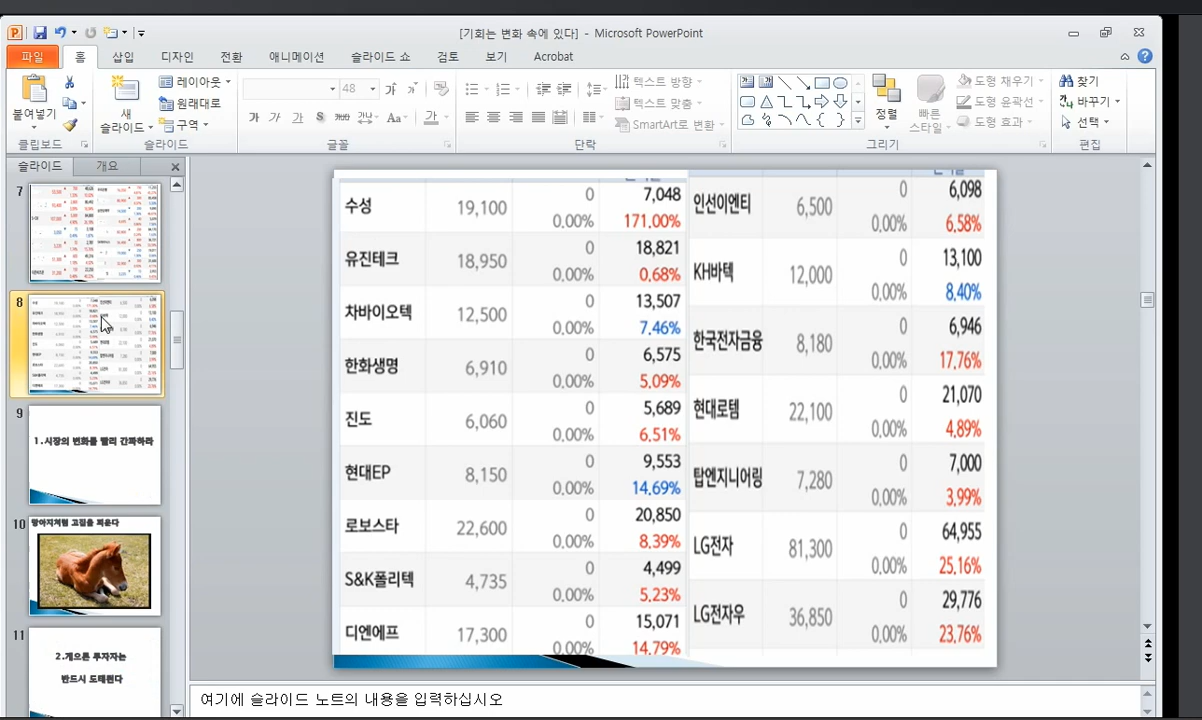 [기회는 변화 속에 있다] - Microsoft PowerPoint
파일 홈 삽입 디자인 전환 애니메이션 슬라이드 쇼 검토 보기 Acrobat
붙여넣기
새 슬라이드
레이아웃
원래대로
구역
48
가 가 가 S abc 가나 Aa 가
텍스트 방향
텍스트 맞춤
SmartArt로 변환
정렬
빠른 스타일
도형 채우기
도형 윤곽선
도형 효과
찾기
바꾸기
선택
클립보드 슬라이드 글꼴 단락 그리기 편집
슬라이드 개요
7
8
9
1.시장의 변화를 빨리 간파하라
10
망아지처럼 고집을 피운다
11
2.게으른 투자자는
반드시 도태된다
수성 19,100 0 7,048
0.00% 171.00%
유진테크 18,950 0 18,821
0.00% 0.68%
차바이오텍 12,500 0 13,507
0.00% 7.46%
한화생명 6,910 0 6,575
0.00% 5.09%
진도 6,060 0 5,689
0.00% 6.51%
현대EP 8,150 0 9,553
0.00% 14.69%
로보스타 22,600 0 20,850
0.00% 8.39%
S&K폴리텍 4,735 0 4,499
0.00% 5.23%
디엔에프 17,300 0 15,071
0.00% 14.79%
인선이엔티 6,500 0 6,098
0.00% 6.58%
KH바텍 12,000 0 13,100
0.00% 8.40%
한국전자금융 8,180 0 6,946
0.00% 17.76%
현대로템 22,100 0 21,070
0.00% 4.89%
탑엔지니어링 7,280 0 7,000
0.00% 3.99%
LG전자 81,300 0 64,955
0.00% 25.16%
LG전자우 36,850 0 29,776
0.00% 23.76%
여기에 슬라이드 노트의 내용을 입력하십시오